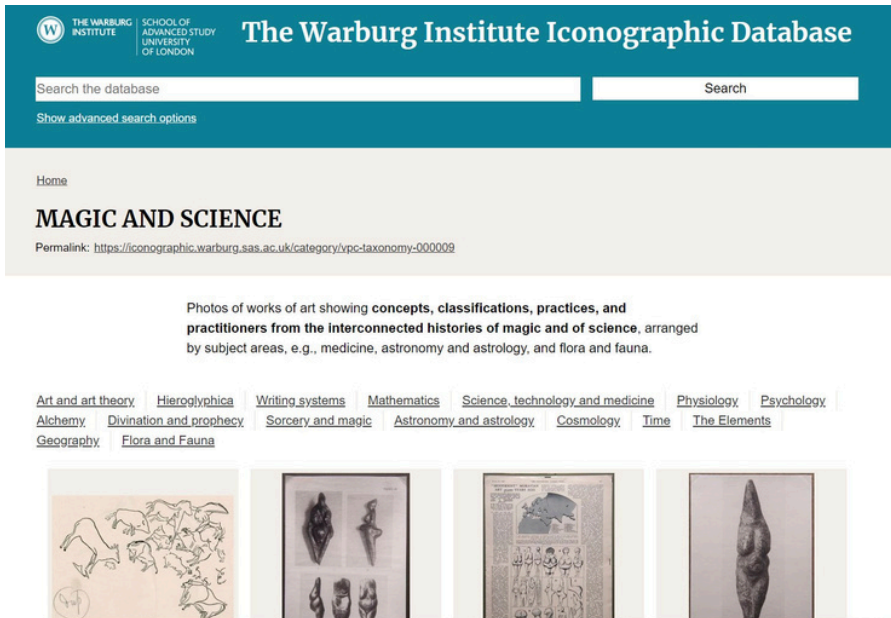 THE WARBURG
INSTITUTE
SCHOOL OF
ADVANCED STUDY
UNIVERSITY
OF LONDON
The Warburg Institute Iconographic Database
Search the database
Search
Show advanced search options
Home
MAGIC AND SCIENCE
Permalink: https://iconographic.warburg.sas.ac.uk/category/vpc-taxonomy-000009
Photos of works of art showing concepts, classifications, practices, and
practitioners from the interconnected histories of magic and of science, arranged
by subject areas, e.g., medicine, astronomy and astrology, and flora and fauna.
Art and art theory Hieroglyphica Writing systems Mathematics Science, technology and medicine Physiology Psychology
Alchemy Divination and prophecy Sorcery and magic Astronomy and astrology Cosmology Time The Elements
Geography Flora and Fauna